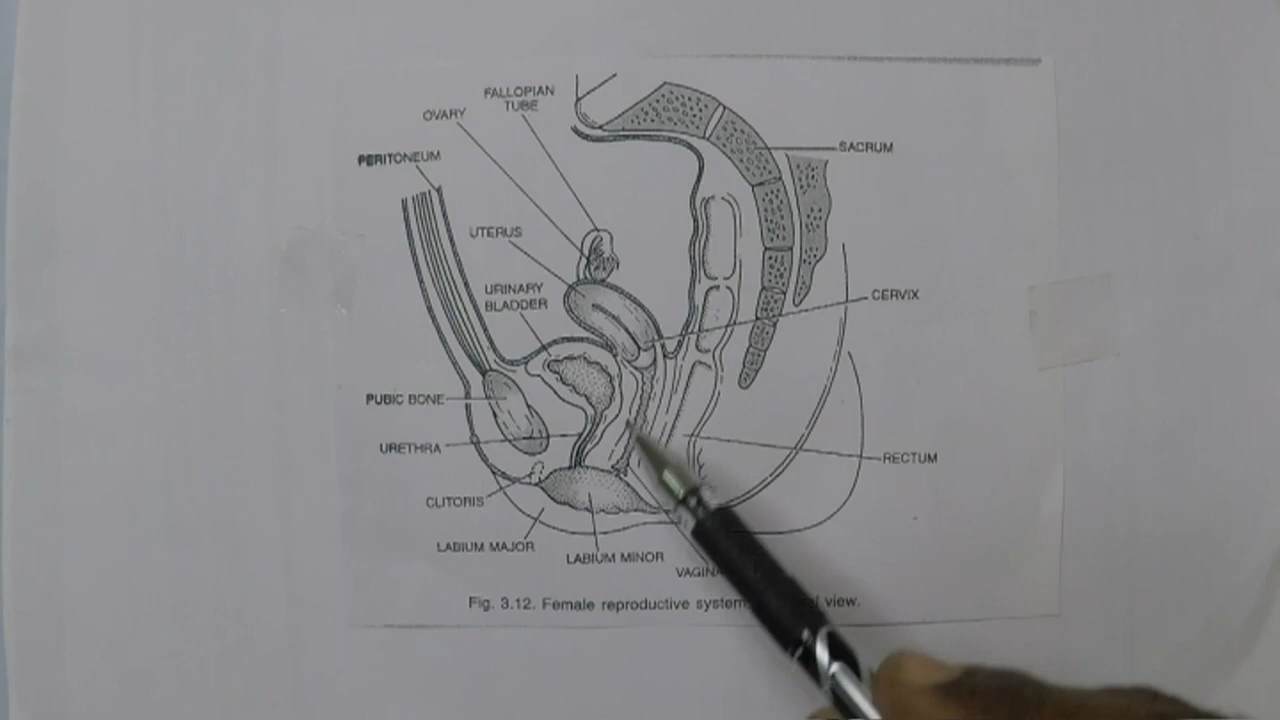 FALLOPIAN
TUBE
OVARY
PERITONEUM
SACRUM
UTERUS
URINARY
BLADDER
CERVIX
PUBIC BONE
URETHRA
RECTUM
CLITORIS
LABIUM MAJOR
LABIUM MINOR
VAGINA
Fig. 3.12. Female reproductive system view.